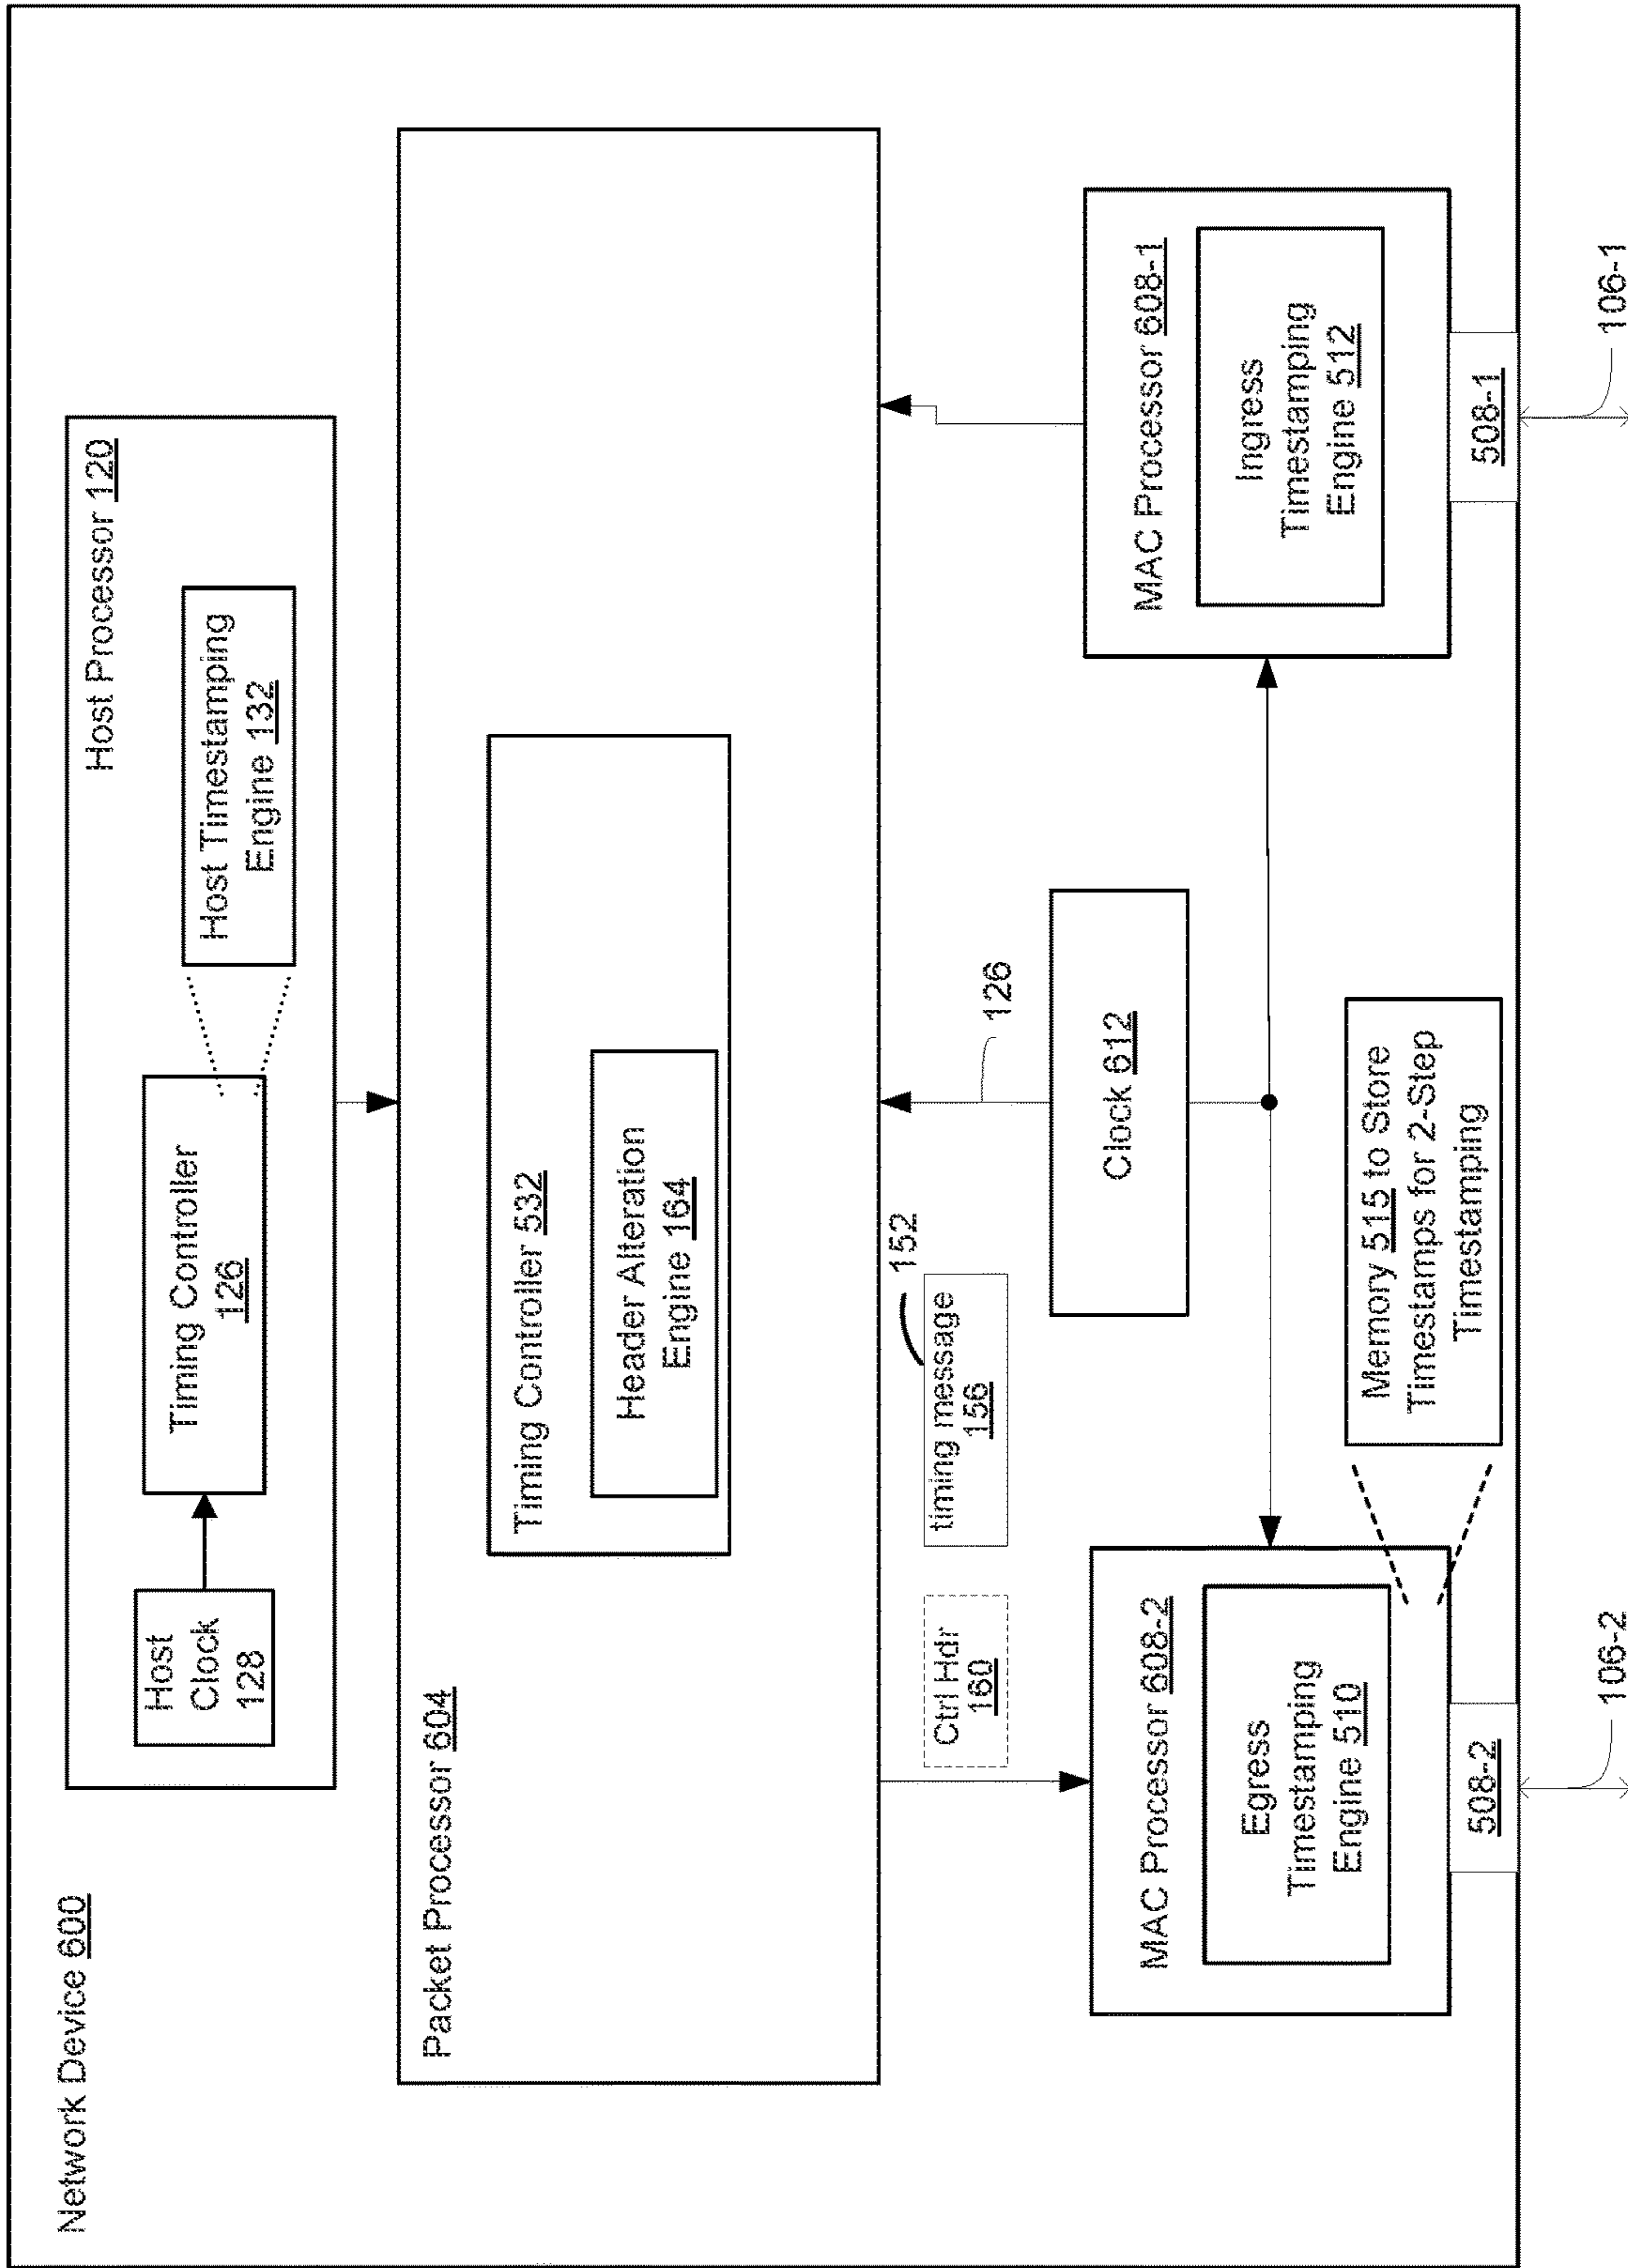 Network Device 600
Host Processor 120
Host
Clock
128
Timing Controller
126
Host Timestamping
Engine 132
Packet Processor 604
Timing Controller 532
Header Alteration
Engine 164
Ctrl Hdr
160
timing message
156
152
126
Clock 612
MAC Processor 608-2
Egress
Timestamping
Engine 510
Memory 515 to Store
Timestamps for 2-Step
Timestamping
MAC Processor 608-1
Ingress
Timestamping
Engine 512
508-2
508-1
106-2
106-1